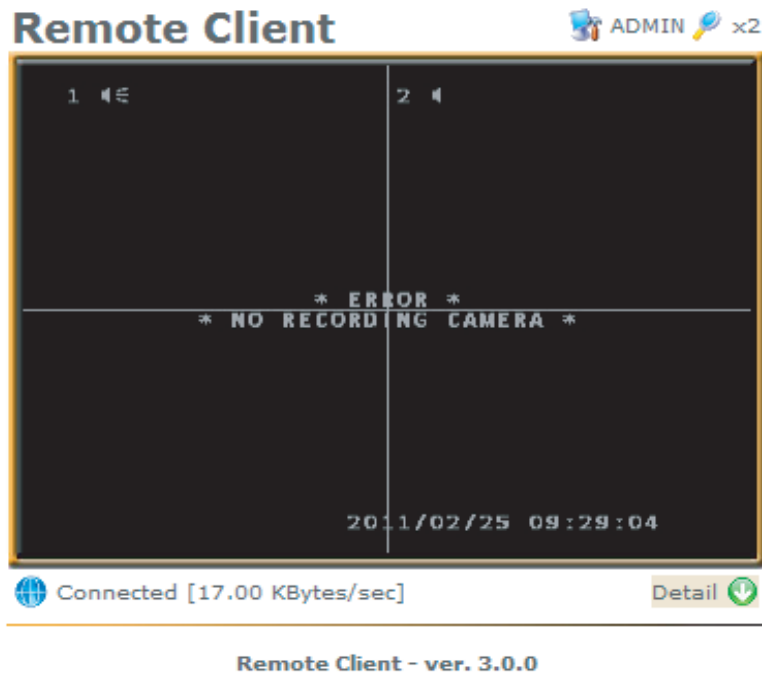 Remote Client
ADMIN x2
1 2
* ERROR *
* NO RECORDING CAMERA *
2011/02/25 09:29:04
Connected [17.00 KBytes/sec]
Detail
Remote Client - ver. 3.0.0